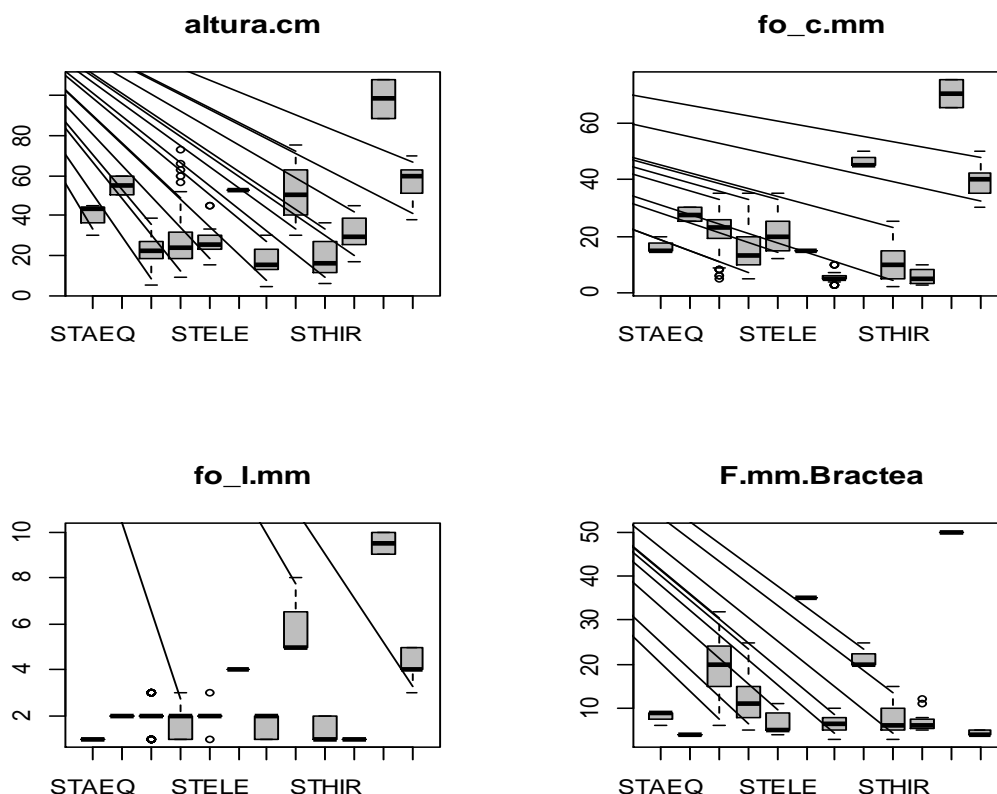 altura.cm
fo_c.mm
0 20 40 60 80
0 20 40 60
STAEQ STELE STHIR
STAEQ STELE STHIR
fo_l.mm
F.mm.Bractea
2 4 6 8 10
10 20 30 40 50
STAEQ STELE STHIR
STAEQ STELE STHIR